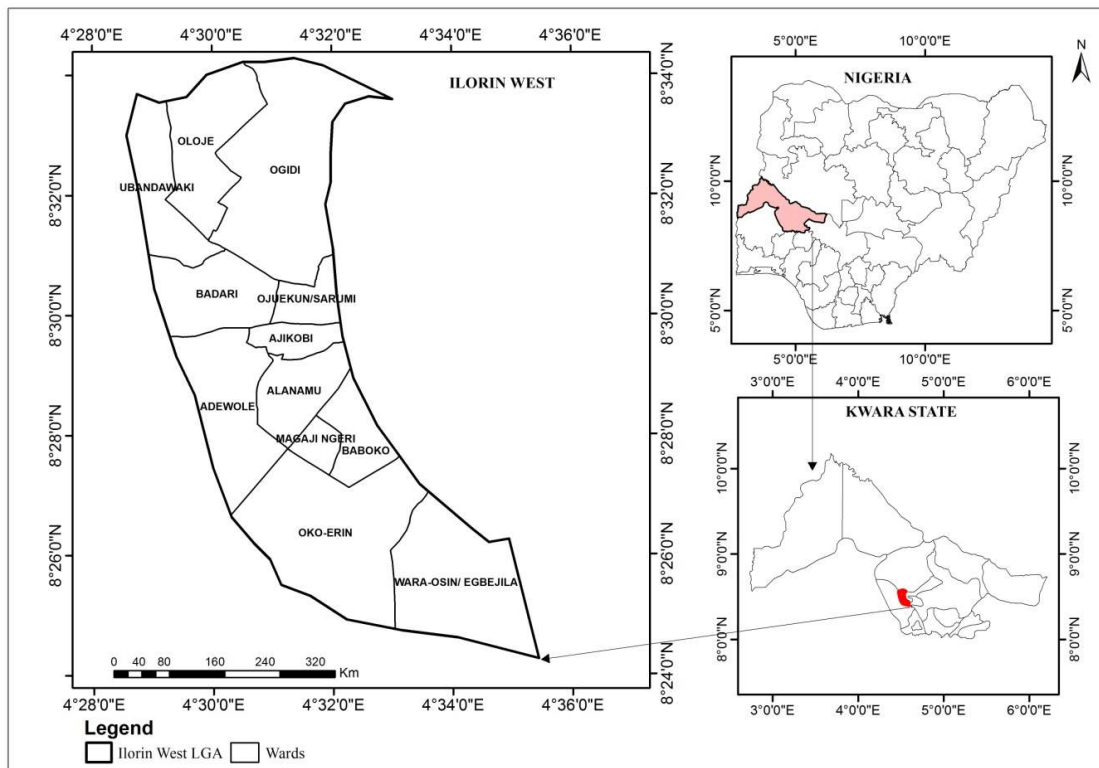 4°28'0"E 4°30'0"E 4°32'0"E 4°34'0"E 4°36'0"E
ILORIN WEST
8°34'0"N
8°32'0"N
8°30'0"N
8°28'0"N
8°26'0"N
8°24'0"N
8°32'0"N
8°30'0"N
8°28'0"N
8°26'0"N
OLOJE
OGIDI
UBANDAWAKI
BADARI
OJUEKUN/SARUMI
AJIKOBI
ALANAMU
ADEWOLE
MAGAJI NGERI
BABOKO
OKO-ERIN
WARA-OSIN/ EGBEJILA
0 40 80 160 240 320
Km
4°28'0"E 4°30'0"E 4°32'0"E 4°34'0"E 4°36'0"E
Legend
Ilorin West LGA Wards
5°0'0"E 10°0'0"E
N
NIGERIA
10°0'0"N
5°0'0"N
10°0'0"N
5°0'0"N
5°0'0"E 10°0'0"E
3°0'0"E 4°0'0"E 5°0'0"E 6°0'0"E
KWARA STATE
10°0'0"N
9°0'0"N
8°0'0"N
10°0'0"N
9°0'0"N
8°0'0"N
3°0'0"E 4°0'0"E 5°0'0"E 6°0'0"E